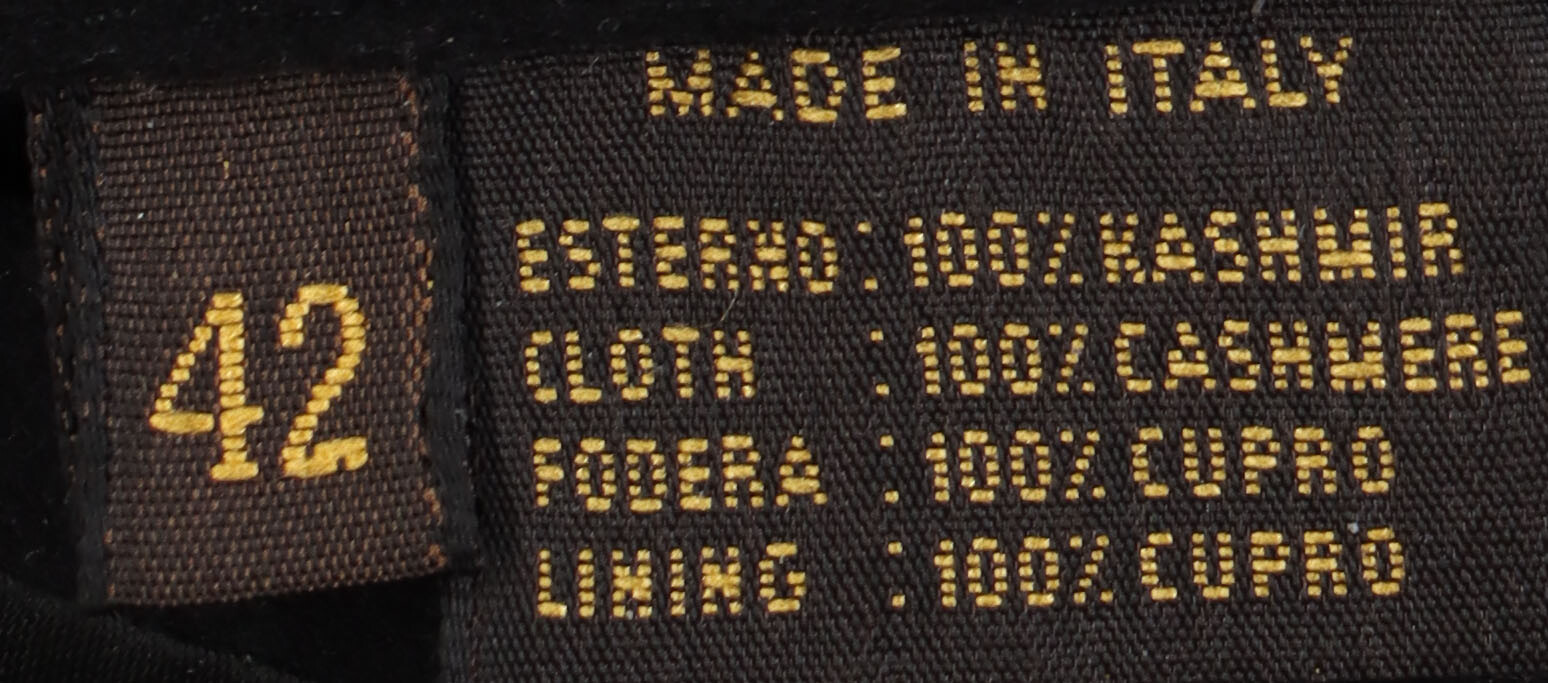 42
MADE IN ITALY
ESTERNO : 100% KASHMIR
CLOTH : 100% CASHMERE
FODERA : 100% CUPRO
LINING : 100% CUPRO